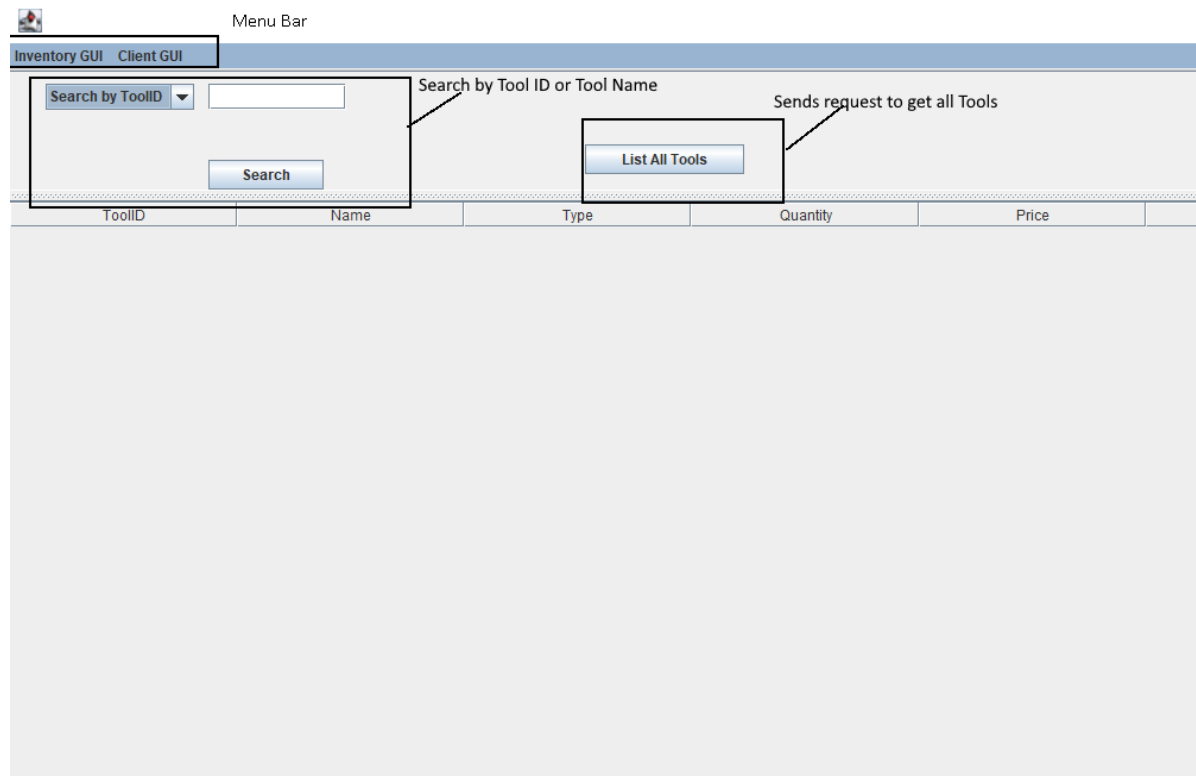 Menu Bar
Inventory GUI Client GUI
Search by ToolID
Search by Tool ID or Tool Name
Sends request to get all Tools
List All Tools
Search
ToolID Name Type Quantity Price